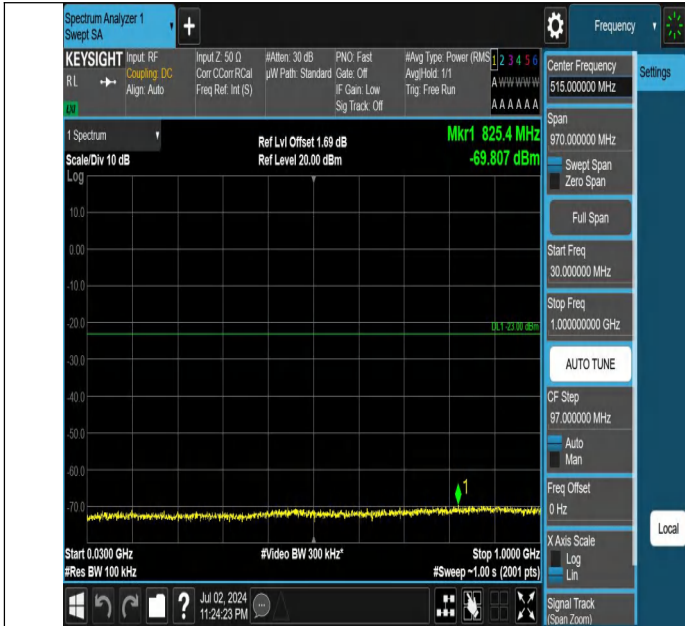 Spectrum Analyzer 1
Swept SA
+
Frequency
KEYSIGHT
RL
Input: RF
Coupling: DC
Align: Auto
Input Z: 50 Ω
Corr CCorr RCal
Freq Ref: Int (S)
#Atten: 30 dB
µW Path: Standard
PNO: Fast
Gate: Off
IF Gain: Low
Sig Track: Off
#Avg Type: Power (RMS
Avg|Hold: 1/1
Trig: Free Run
1 2 3 4 5 6
A W W W W W
A A A A A A
Center Frequency
515.000000 MHz
Settings
Span
970.000000 MHz
Swept Span
Zero Span
Full Span
Start Freq
30.000000 MHz
Stop Freq
1.000000000 GHz
AUTO TUNE
CF Step
97.000000 MHz
Auto
Man
Freq Offset
0 Hz
X Axis Scale
Log
Lin
Signal Track
(Span Zoom)
Local
1 Spectrum
Scale/Div 10 dB
Log
Ref Lvl Offset 1.69 dB
Ref Level 20.00 dBm
Mkr1 825.4 MHz
-69.807 dBm
10.0
0.00
-10.0
-20.0
DL1 -23.00 dBm
-30.0
-40.0
-50.0
-60.0
1
-70.0
Start 0.0300 GHz
#Video BW 300 kHz*
Stop 1.0000 GHz
#Res BW 100 kHz
#Sweep ~1.00 s (2001 pts)
?
Jul 02, 2024
11:24:23 PM